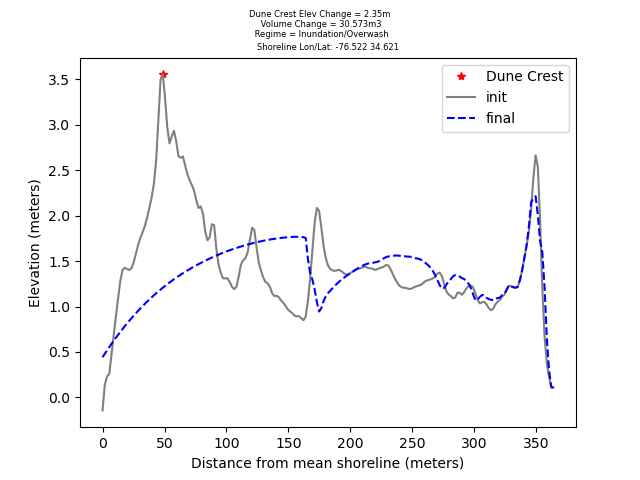 Dune Crest Elev Change = 2.35m
Volume Change = 30.573m3
Regime = Inundation/Overwash
Shoreline Lon/Lat: -76.522 34.621
Dune Crest
init
final
3.5
3.0
2.5
2.0
1.5
1.0
0.5
0.0
Elevation (meters)
0 50 100 150 200 250 300 350
Distance from mean shoreline (meters)